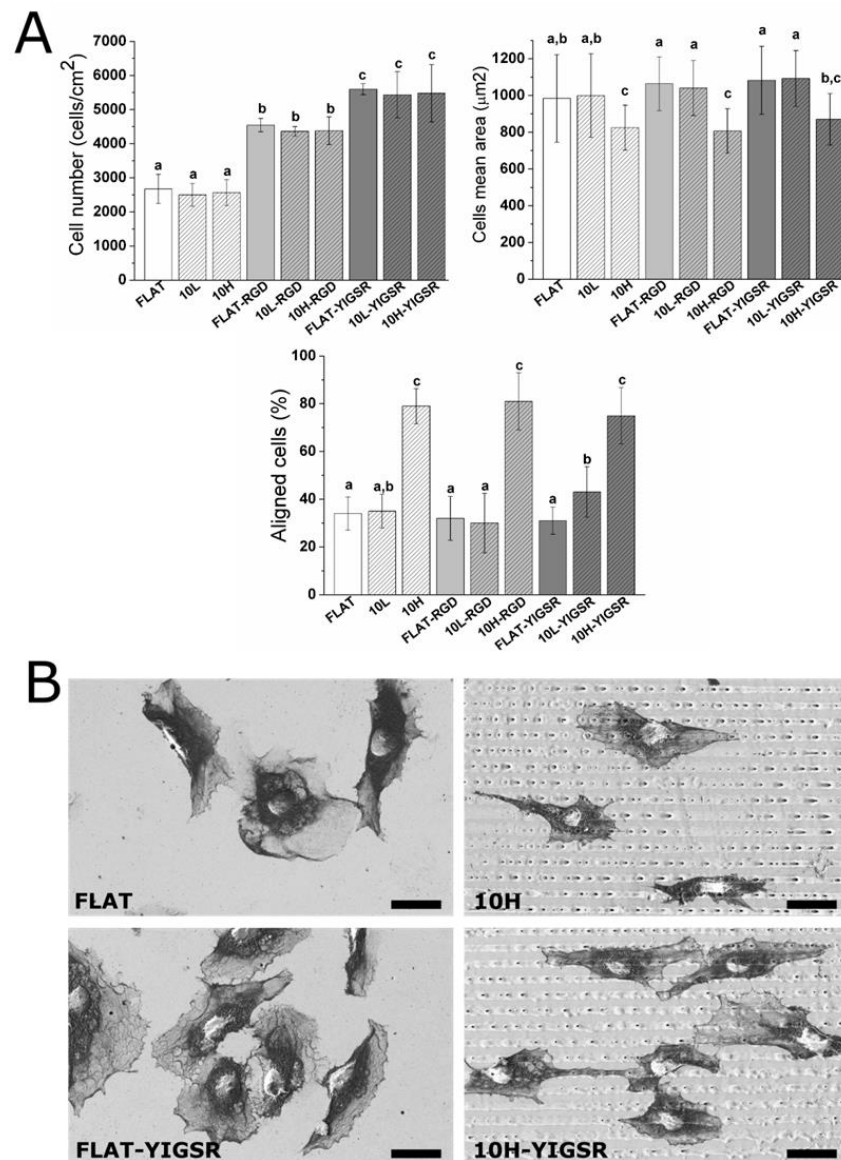 A
Cell number (cells/cm²)
7000
6000
5000
4000
3000
2000
1000
0
a
a
a
b
b
b
c
c
c
FLAT
10L
10H
FLAT-RGD
10L-RGD
10H-RGD
FLAT-YIGSR
10L-YIGSR
10H-YIGSR
Cells mean area (μm2)
1200
1000
800
600
400
200
0
a,b
a,b
c
a
a
c
a
a
b,c
FLAT
10L
10H
FLAT-RGD
10L-RGD
10H-RGD
FLAT-YIGSR
10L-YIGSR
10H-YIGSR
Aligned cells (%)
100
80
60
40
20
0
a
a,b
c
a
a
c
a
b
c
FLAT
10L
10H
FLAT-RGD
10L-RGD
10H-RGD
FLAT-YIGSR
10L-YIGSR
10H-YIGSR
B
FLAT
10H
FLAT-YIGSR
10H-YIGSR